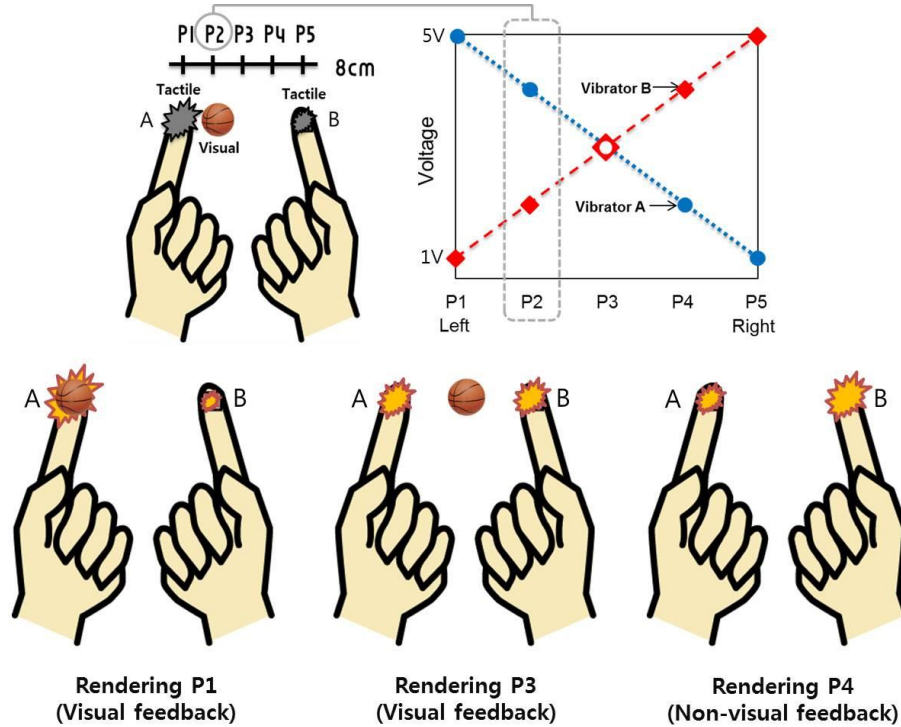 P1 P2 P3 P4 P5
8cm
Tactile
Tactile
A
B
Visual
5V
Vibrator B
Voltage
Vibrator A
1V
P1 P2 P3 P4 P5
Left Right
A B
A B
A B
Rendering P1
(Visual feedback)
Rendering P3
(Visual feedback)
Rendering P4
(Non-visual feedback)